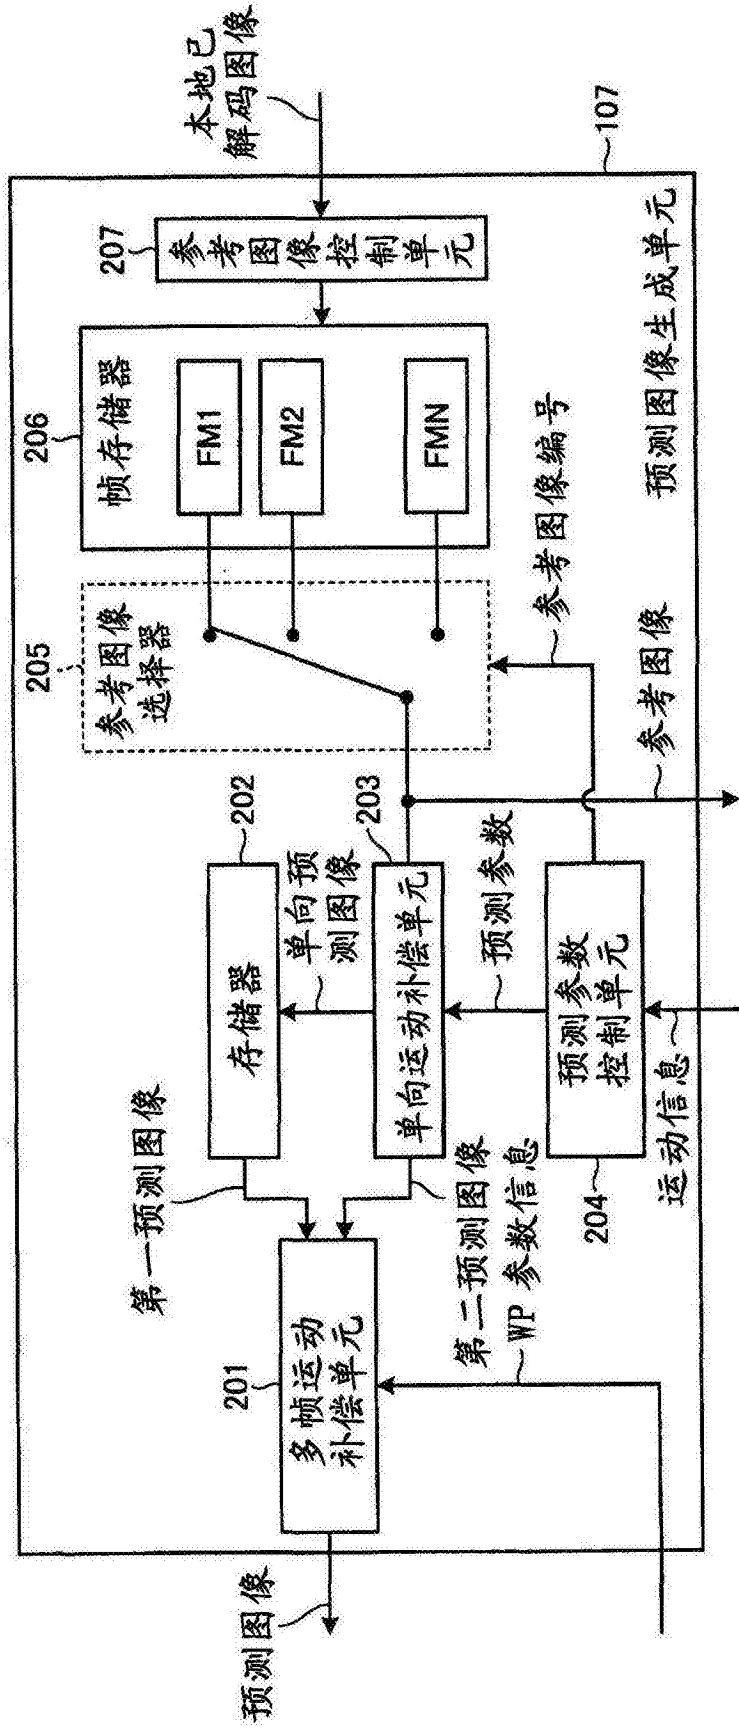 本地已
解码图像
107
207
参考图像控制单元
206
帧存储器
FM1
FM2
FMN
预测图像生成单元
205
参考图像
选择器
参考图像编号
参考图像
202
存储器
单向预
测图像
203
单向运动补偿单元
预测参数
预测参数
控制单元
204
运动信息
第一预测图像
第二预测图像
WP 参数信息
201
多帧运动
补偿单元
预测图像